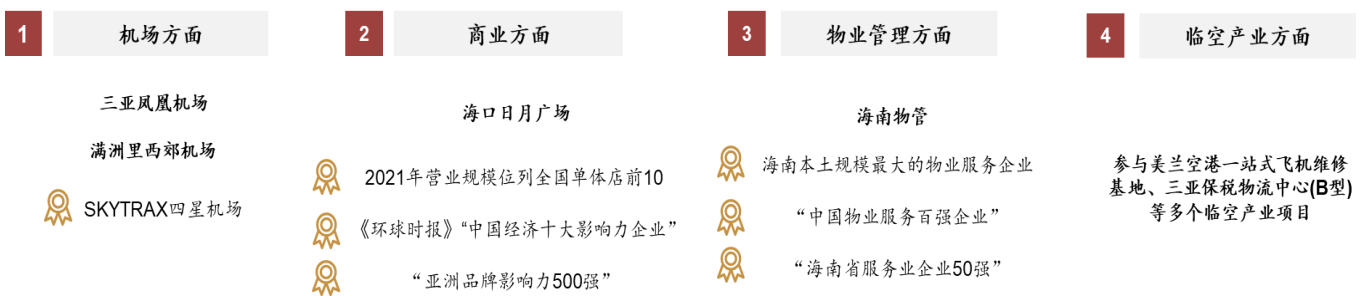 1
机场方面
三亚凤凰机场
满洲里西郊机场
SKYTRAX四星机场
2
商业方面
海口日月广场
2021年营业规模位列全国单体店前10
《环球时报》“中国经济十大影响力企业”
“亚洲品牌影响力500强”
3
物业管理方面
海南物管
海南本土规模最大的物业服务企业
“中国物业服务百强企业”
“海南省服务业企业50强”
4
临空产业方面
参与美兰空港一站式飞机维修
基地、三亚保税物流中心(B型)
等多个临空产业项目